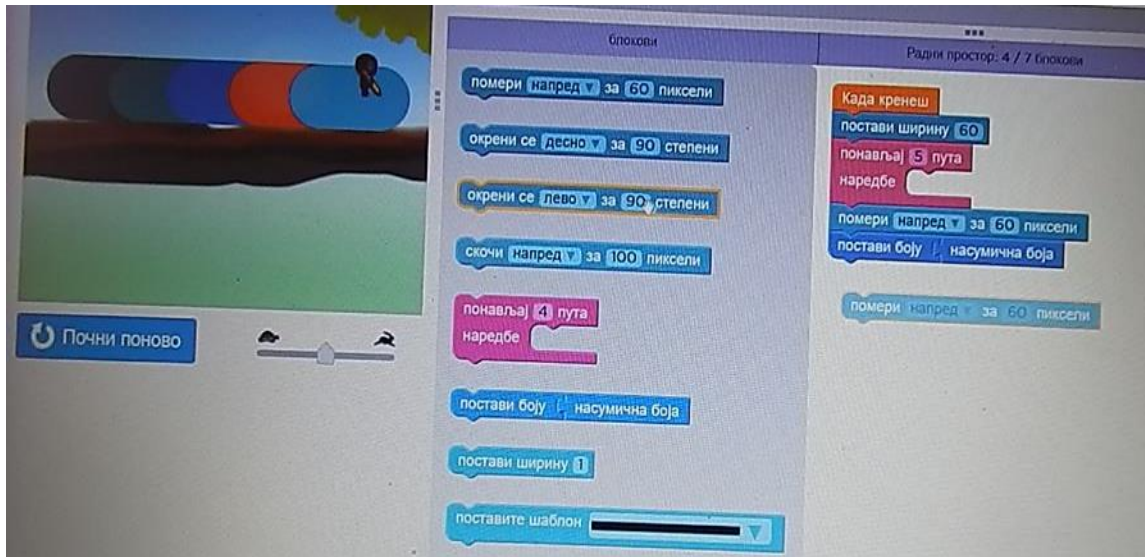 блокови
Радни простор: 4 / 7 блокови
помери напред за 60 пиксели
окрени се десно за 90 степени
окрени се лево за 90 степени
скочи напред за 100 пиксели
понављај 4 пута
наредбе
постави боју насумична боја
постави ширину 1
поставите шаблон
Када кренеш
постави ширину 60
понављај 5 пута
наредбе
помери напред за 60 пиксели
постави боју насумична боја
помери напред за 60 пиксели
Почни поново